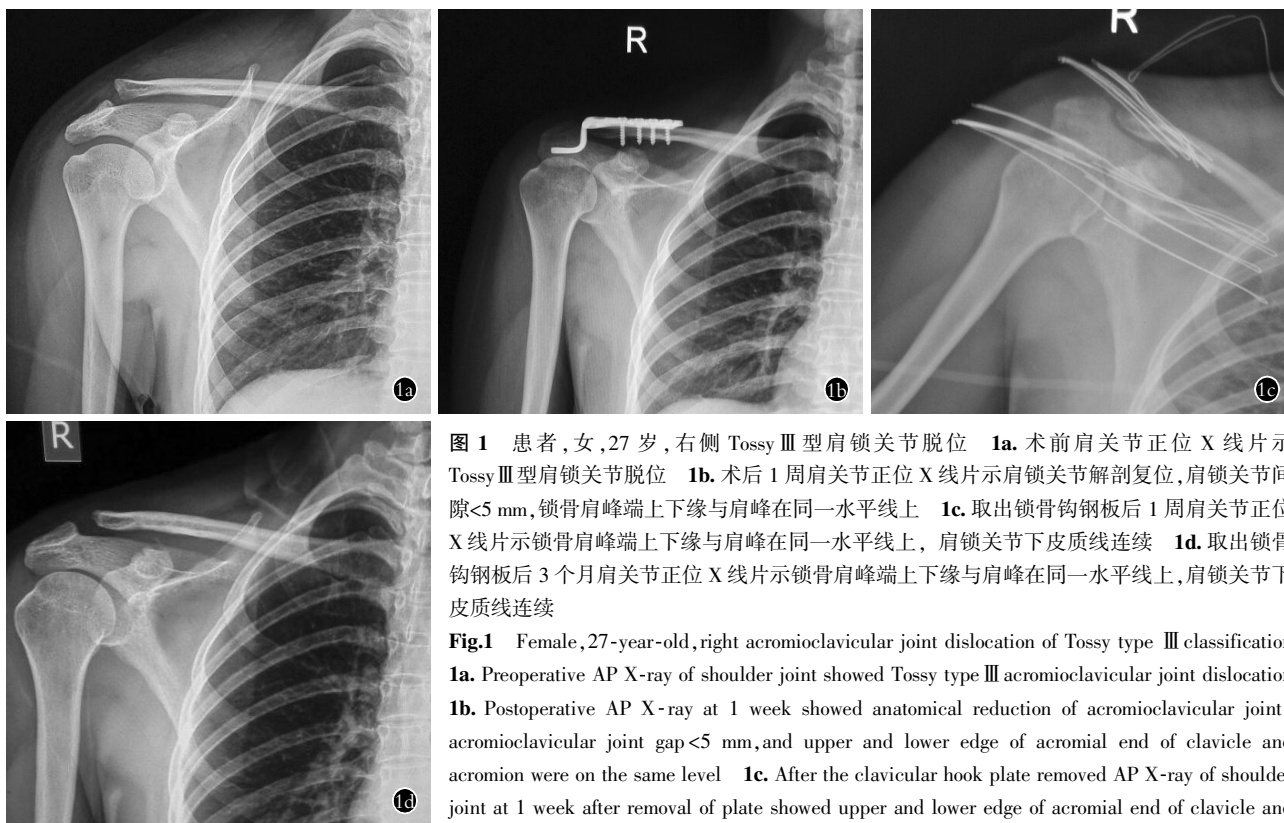 R
R
1a
1b
1c
R
1d
图 1 患者,女,27 岁,右侧 Tossy Ⅲ 型肩锁关节脱位 1a. 术前肩关节正位 X 线片示
TossyⅢ型肩锁关节脱位 1b. 术后 1 周肩关节正位 X 线片示肩锁关节解剖复位,肩锁关节间
隙<5 mm,锁骨肩峰端上下缘与肩峰在同一水平线上 1c. 取出锁骨钩钢板后 1 周肩关节正位
X 线片示锁骨肩峰端上下缘与肩峰在同一水平线上, 肩锁关节下皮质线连续 1d. 取出锁骨
钩钢板后 3 个月肩关节正位 X 线片示锁骨肩峰端上下缘与肩峰在同一水平线上,肩锁关节下
皮质线连续
Fig.1 Female,27-year-old,right acromioclavicular joint dislocation of Tossy type Ⅲ classification
1a. Preoperative AP X-ray of shoulder joint showed Tossy type Ⅲ acromioclavicular joint dislocation
1b. Postoperative AP X-ray at 1 week showed anatomical reduction of acromioclavicular joint
acromioclavicular joint gap<5 mm,and upper and lower edge of acromial end of clavicle and
acromion were on the same level 1c. After the clavicular hook plate removed AP X-ray of shoulder
joint at 1 week after removal of plate showed upper and lower edge of acromial end of clavicle and